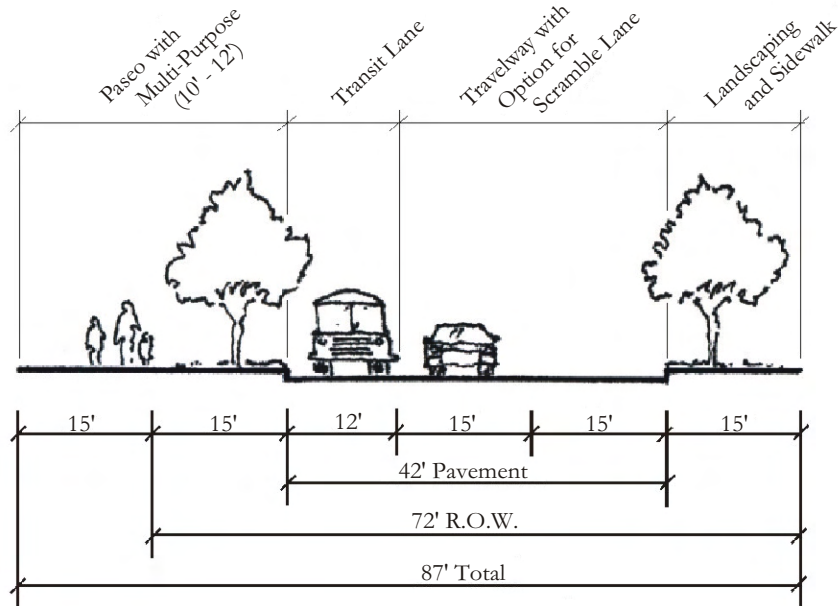 Paseo with
Multi-Purpose
(10' - 12')
Transit Lane
Travelway with
Option for
Scramble Lane
Landscaping
and Sidewalk
15'
15'
12'
15'
15'
15'
42' Pavement
72' R.O.W.
87' Total